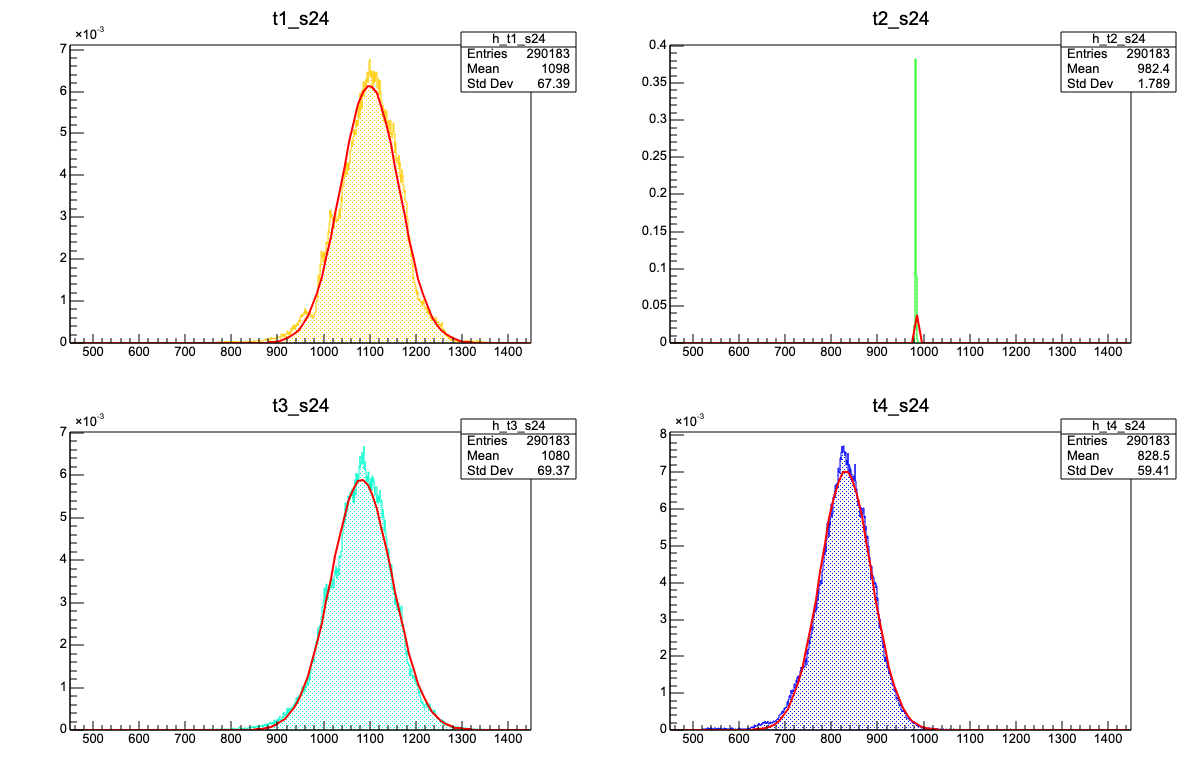 t1_s24
×10⁻³
h_t1_s24
Entries 290183
Mean 1098
Std Dev 67.39
7
6
5
4
3
2
1
0
500 600 700 800 900 1000 1100 1200 1300 1400
t2_s24
h_t2_s24
Entries 290183
Mean 982.4
Std Dev 1.789
0.4
0.35
0.3
0.25
0.2
0.15
0.1
0.05
0
500 600 700 800 900 1000 1100 1200 1300 1400
t3_s24
×10⁻³
h_t3_s24
Entries 290183
Mean 1080
Std Dev 69.37
7
6
5
4
3
2
1
0
500 600 700 800 900 1000 1100 1200 1300 1400
t4_s24
×10⁻³
h_t4_s24
Entries 290183
Mean 828.5
Std Dev 59.41
8
7
6
5
4
3
2
1
0
500 600 700 800 900 1000 1100 1200 1300 1400